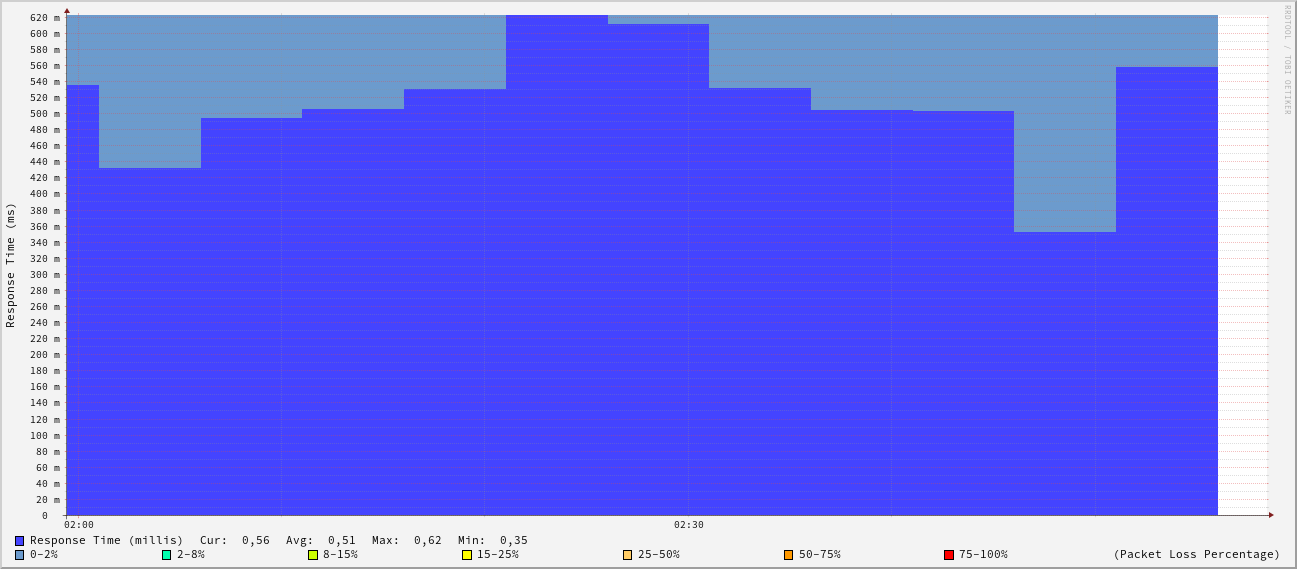 RRDTOOL / TOBI OETIKER
Response Time (ms)
620 m
600 m
580 m
560 m
540 m
520 m
500 m
480 m
460 m
440 m
420 m
400 m
380 m
360 m
340 m
320 m
300 m
280 m
260 m
240 m
220 m
200 m
180 m
160 m
140 m
120 m
100 m
80 m
60 m
40 m
20 m
0
02:00 02:30
Response Time (millis) Cur: 0,56 Avg: 0,51 Max: 0,62 Min: 0,35
0-2% 2-8% 8-15% 15-25% 25-50% 50-75% 75-100% (Packet Loss Percentage)